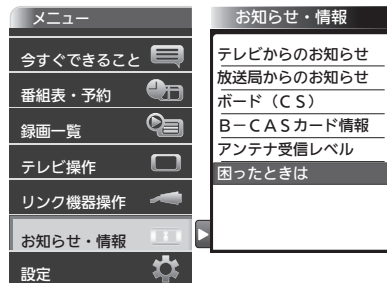 メニュー
今すぐできること
番組表・予約
録画一覧
テレビ操作
リンク機器操作
お知らせ・情報
設定
お知らせ・情報
テレビからのお知らせ
放送局からのお知らせ
ボード（ＣＳ）
Ｂ－ＣＡＳカード情報
アンテナ受信レベル
困ったときは